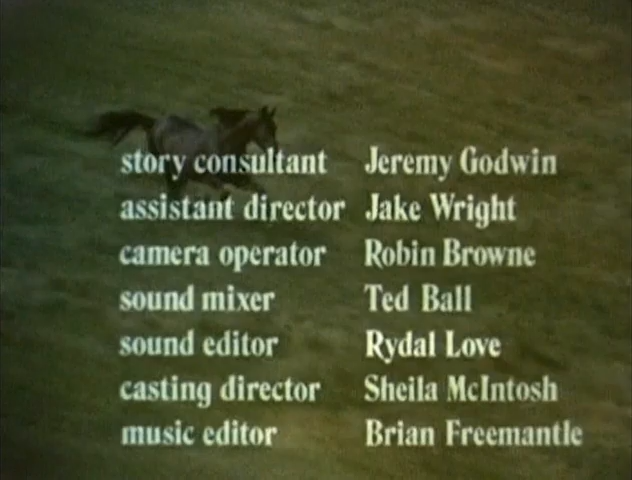 story consultant Jeremy Godwin
assistant director Jake Wright
camera operator Robin Browne
sound mixer Ted Ball
sound editor Rydal Love
casting director Sheila McIntosh
music editor Brian Freemantle